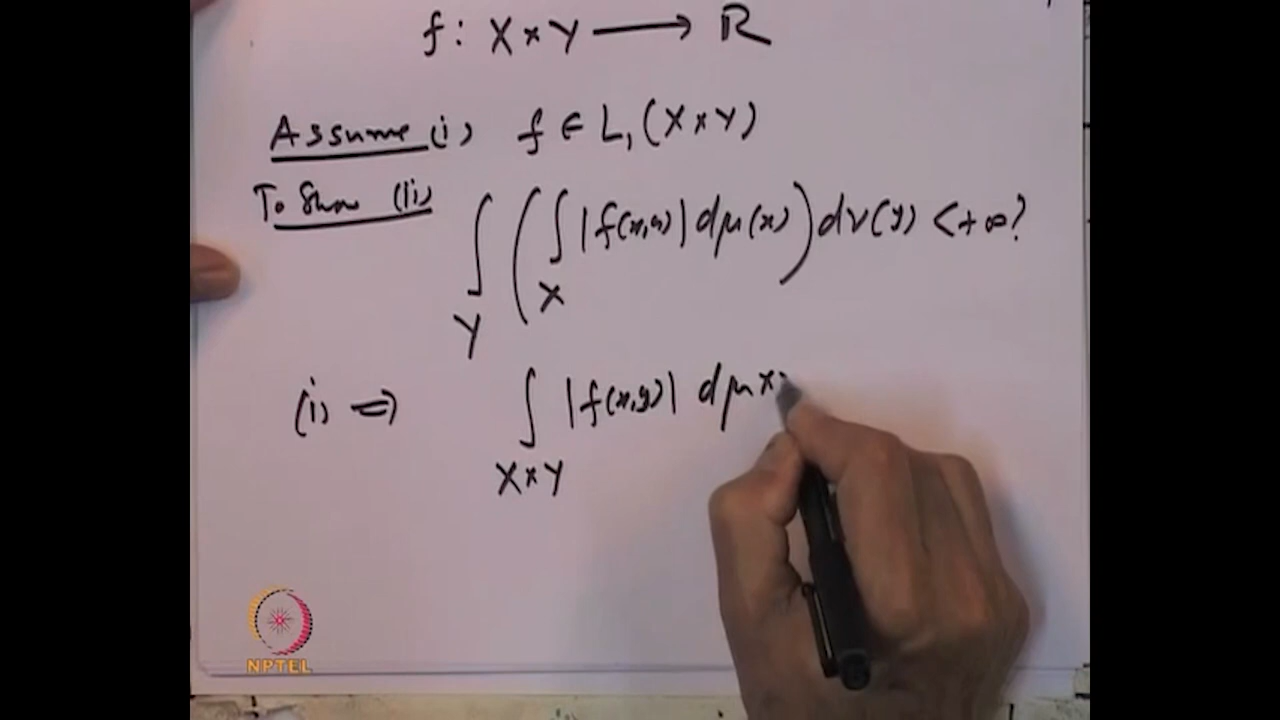 f : X × Y ⟶ ℝ
Assume (i) f ∈ L₁ (X × Y)
To Show (ii) ∫_Y ( ∫_X |f(x,y)| dμ(x) ) dν(y) < +∞?
(i) ⇒ ∫_{X×Y} |f(x,y)| dμ ×
NPTEL